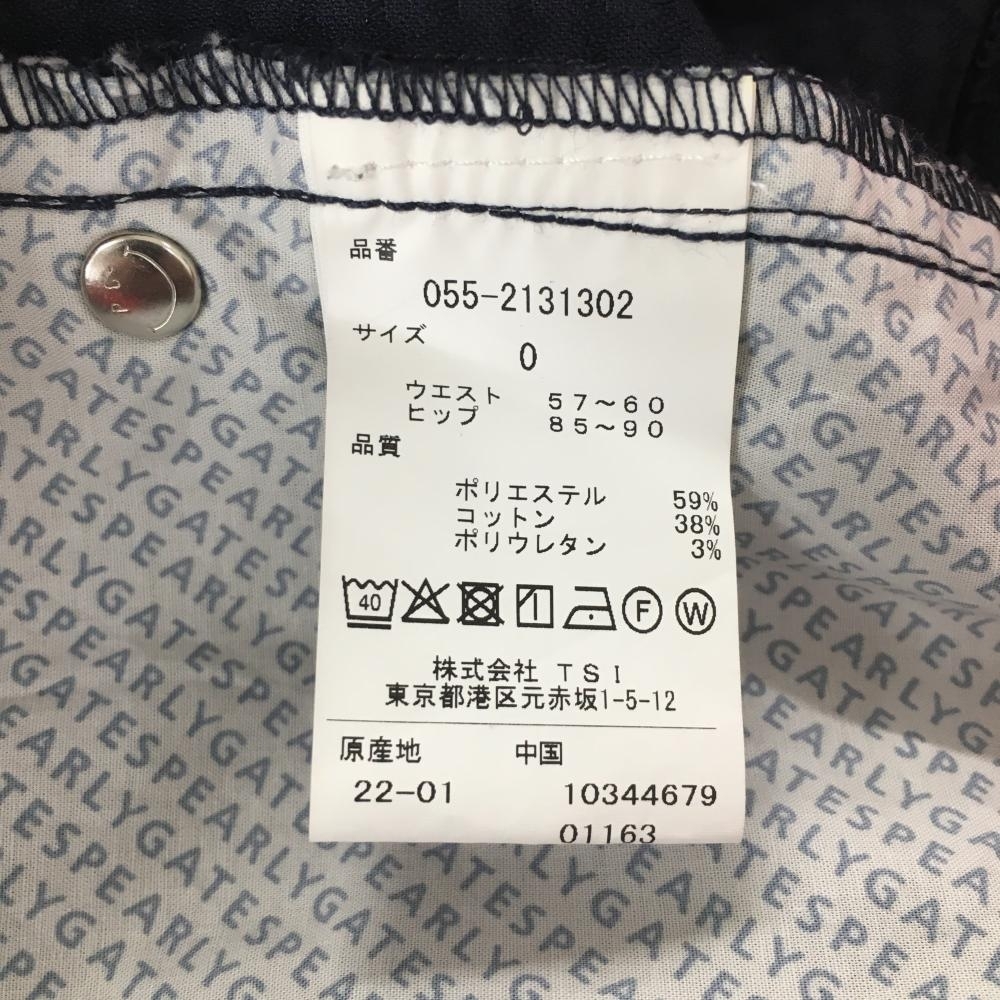 品番
055-2131302
サイズ
0
ウエスト 57～60
ヒップ 85～90
品質
ポリエステル 59%
コットン 38%
ポリウレタン 3%
40 F W
株式会社 TSI
東京都港区元赤坂1-5-12
原産地 中国
22-01 10344679
01163
PEARLYGATES